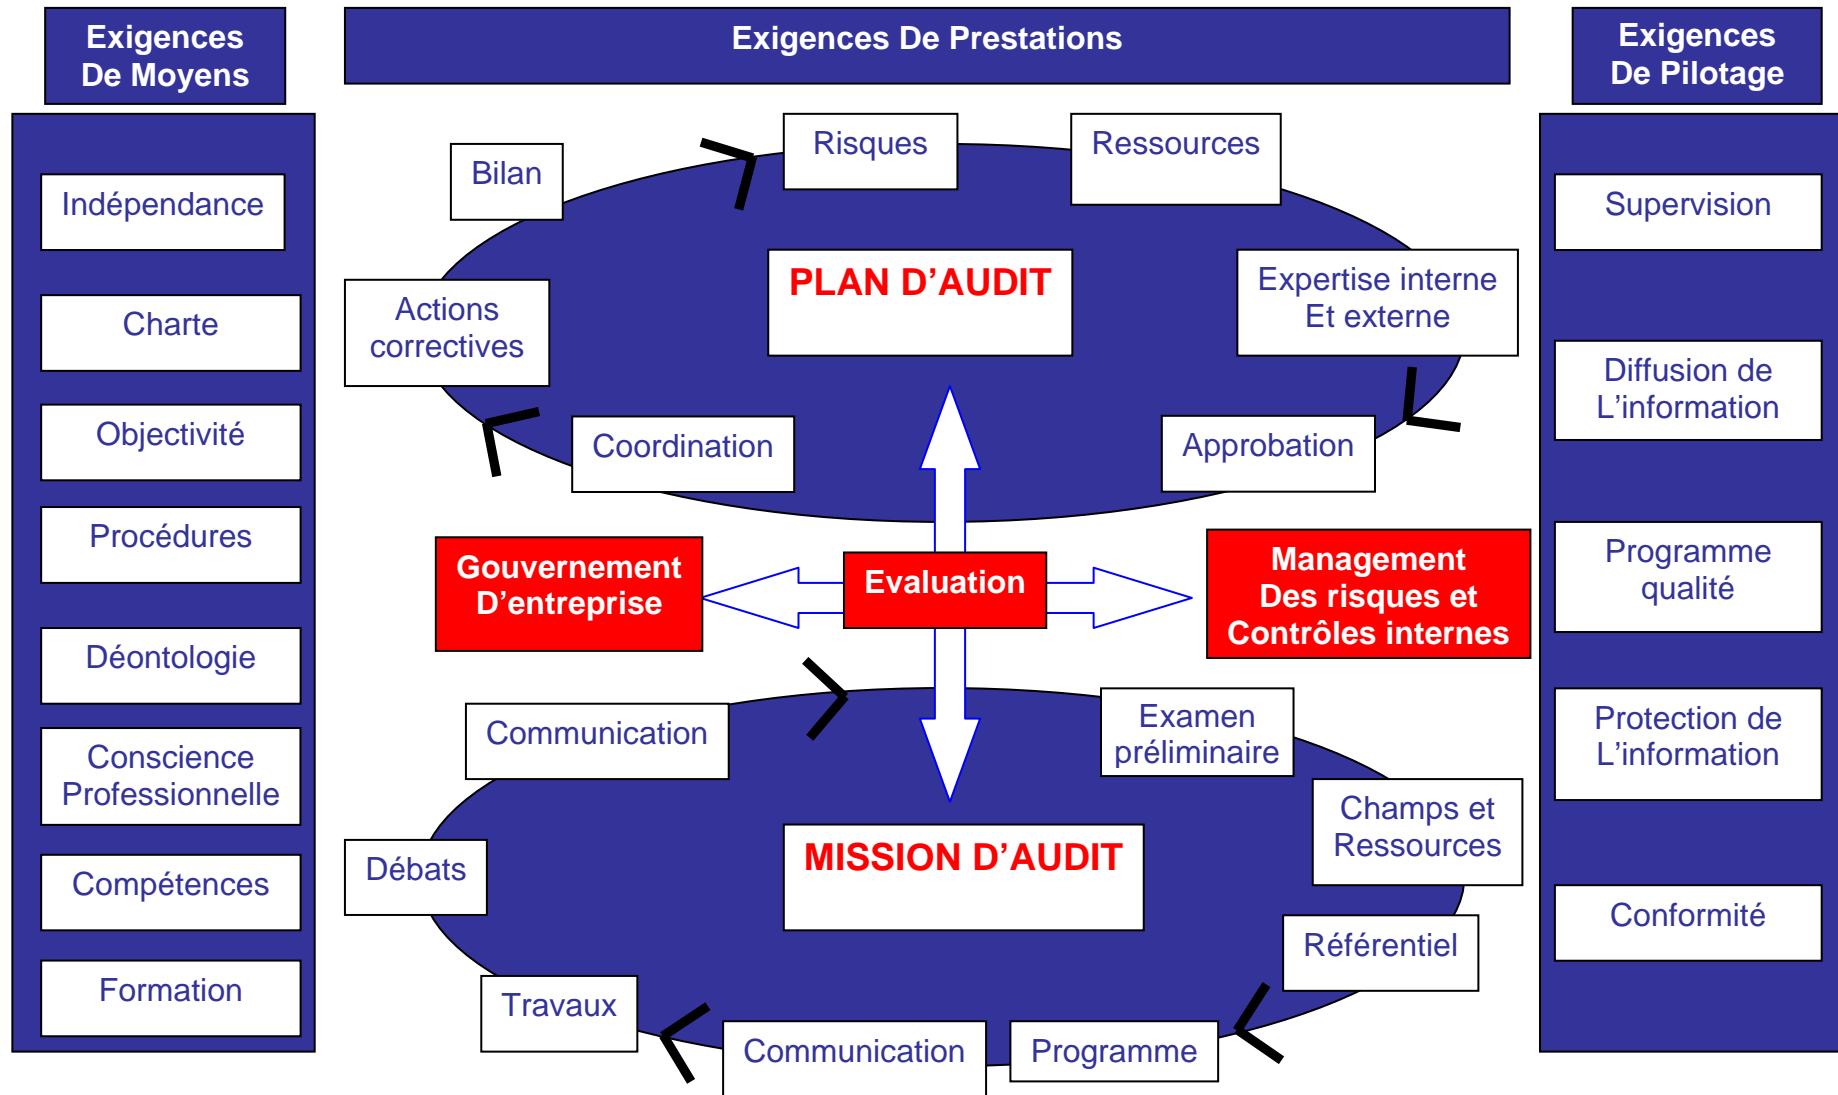 Exigences
De Moyens
Exigences De Prestations
Exigences
De Pilotage
Indépendance
Charte
Objectivité
Procédures
Déontologie
Conscience
Professionnelle
Compétences
Formation
Bilan
Risques
Ressources
Actions
correctives
PLAN D’AUDIT
Expertise interne
Et externe
Coordination
Approbation
Gouvernement
D’entreprise
Evaluation
Management
Des risques et
Contrôles internes
Communication
Examen
préliminaire
Champs et
Ressources
Débats
MISSION D’AUDIT
Référentiel
Travaux
Communication
Programme
Supervision
Diffusion de
L’information
Programme
qualité
Protection de
L’information
Conformité